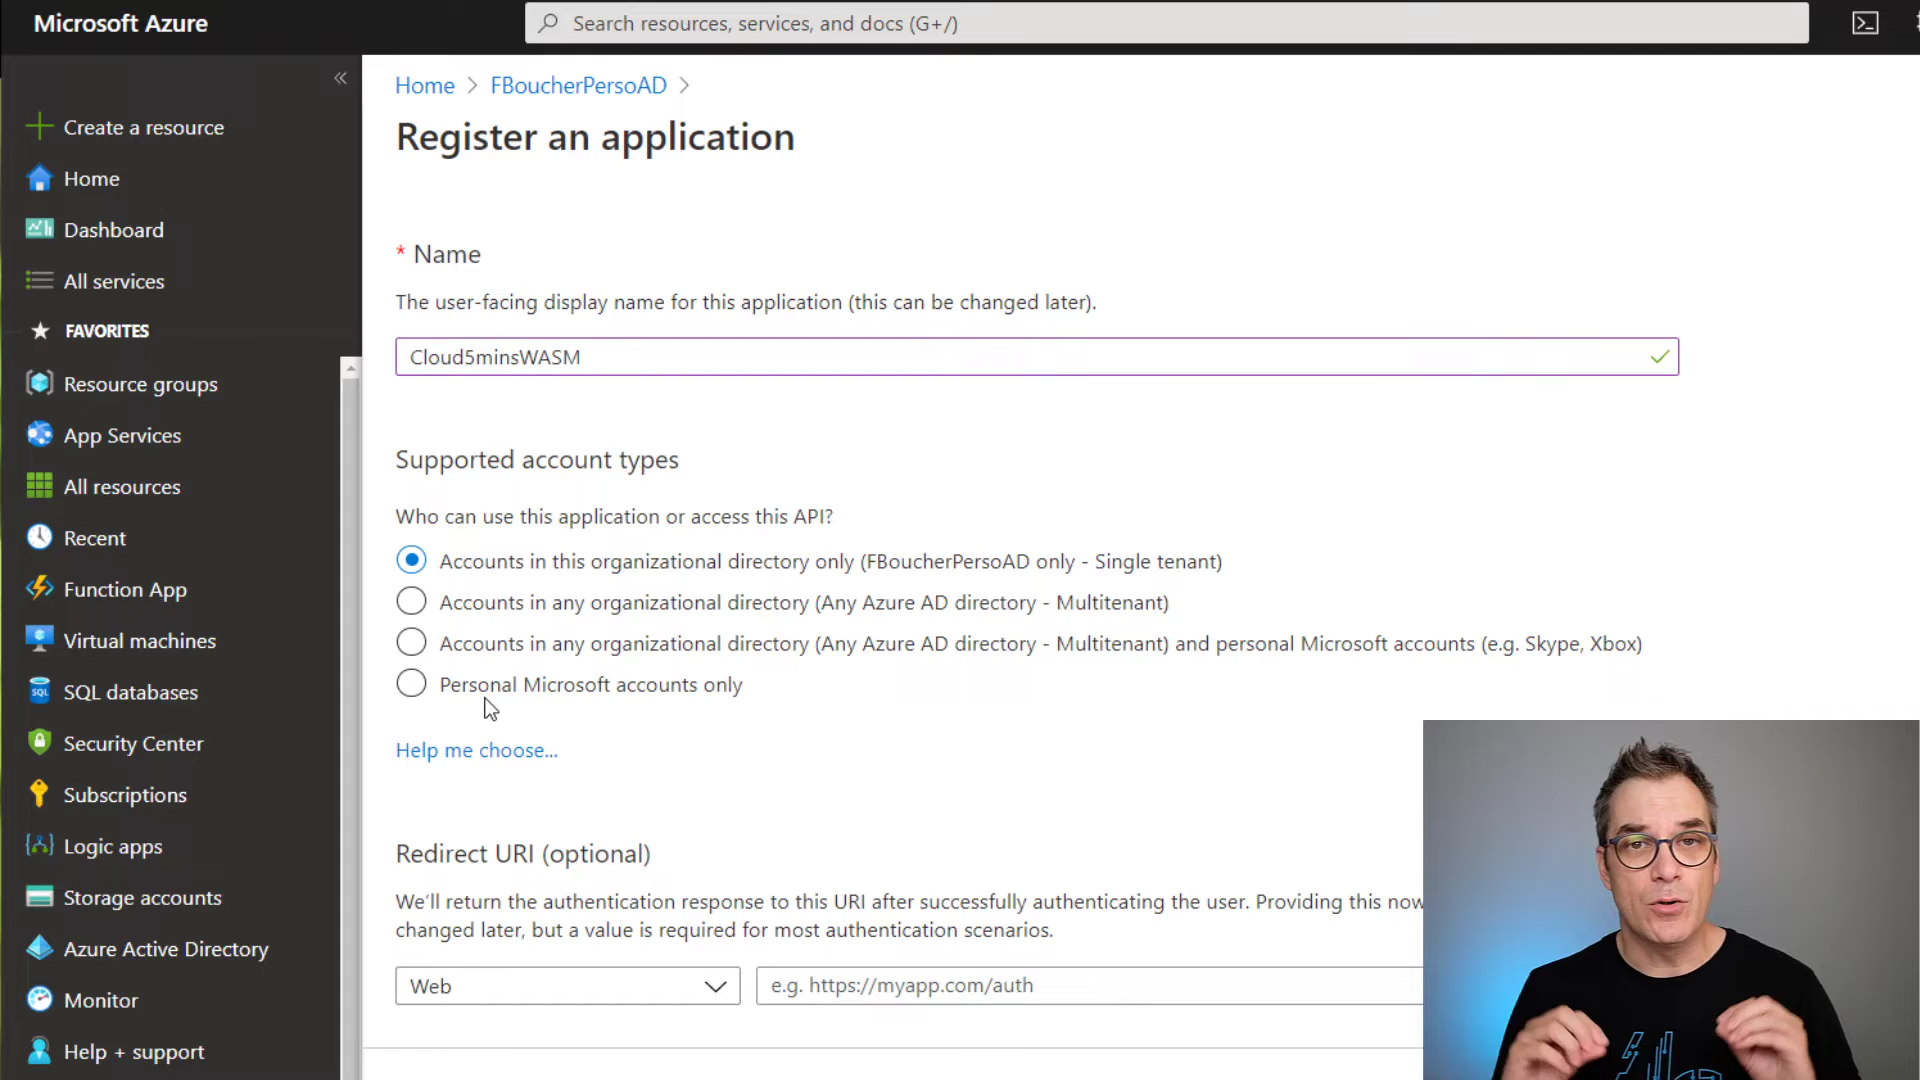 Microsoft Azure
Search resources, services, and docs (G+/)
Create a resource
Home
Dashboard
All services
FAVORITES
Resource groups
App Services
All resources
Recent
Function App
Virtual machines
SQL databases
Security Center
Subscriptions
Logic apps
Storage accounts
Azure Active Directory
Monitor
Help + support
Home > FBoucherPersoAD >
Register an application
* Name
The user-facing display name for this application (this can be changed later).
Cloud5minsWASM
Supported account types
Who can use this application or access this API?
Accounts in this organizational directory only (FBoucherPersoAD only - Single tenant)
Accounts in any organizational directory (Any Azure AD directory - Multitenant)
Accounts in any organizational directory (Any Azure AD directory - Multitenant) and personal Microsoft accounts (e.g. Skype, Xbox)
Personal Microsoft accounts only
Help me choose...
Redirect URI (optional)
We'll return the authentication response to this URI after successfully authenticating the user. Providing this now
changed later, but a value is required for most authentication scenarios.
Web
e.g. https://myapp.com/auth